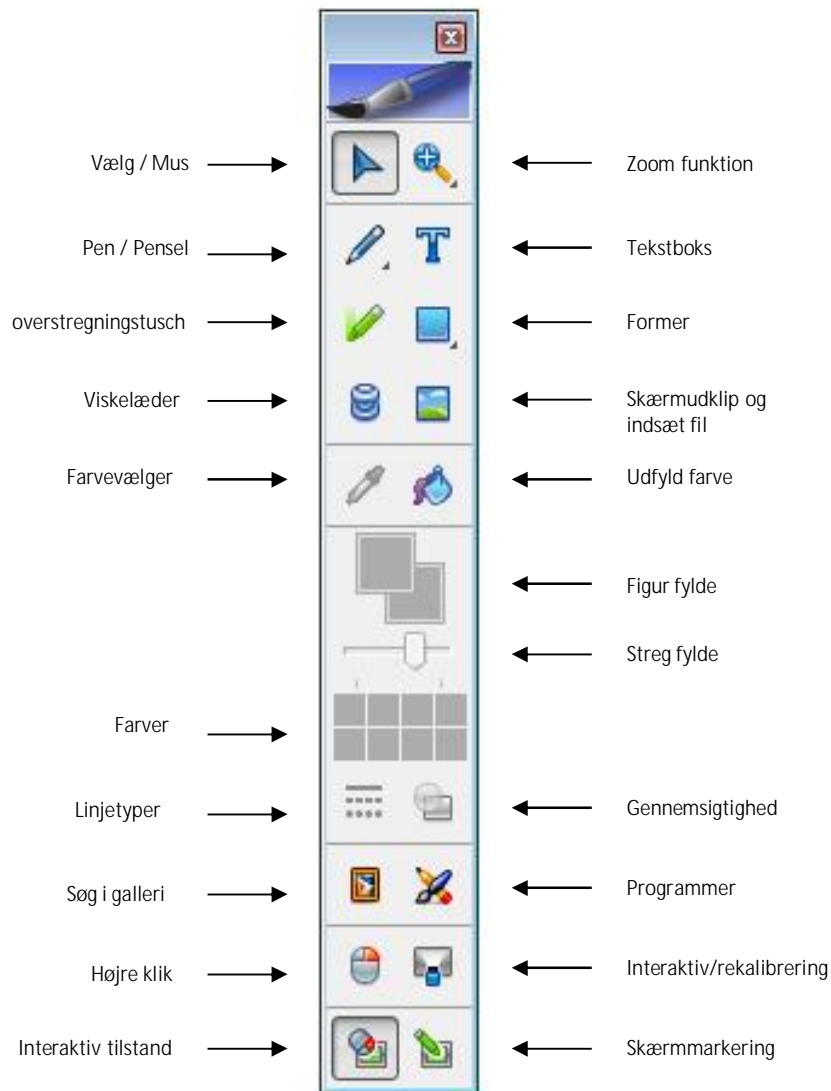 Vælg / Mus
Zoom funktion
Pen / Pensel
Tekstboks
overstregningstusch
Former
Viskelæder
Skærmudklip og
indsæt fil
Farvevælger
Udfyld farve
Figur fylde
Streg fylde
Farver
Linjetyper
Gennemsigtighed
Søg i galleri
Programmer
Højre klik
Interaktiv/rekalibrering
Interaktiv tilstand
Skærmmarkering